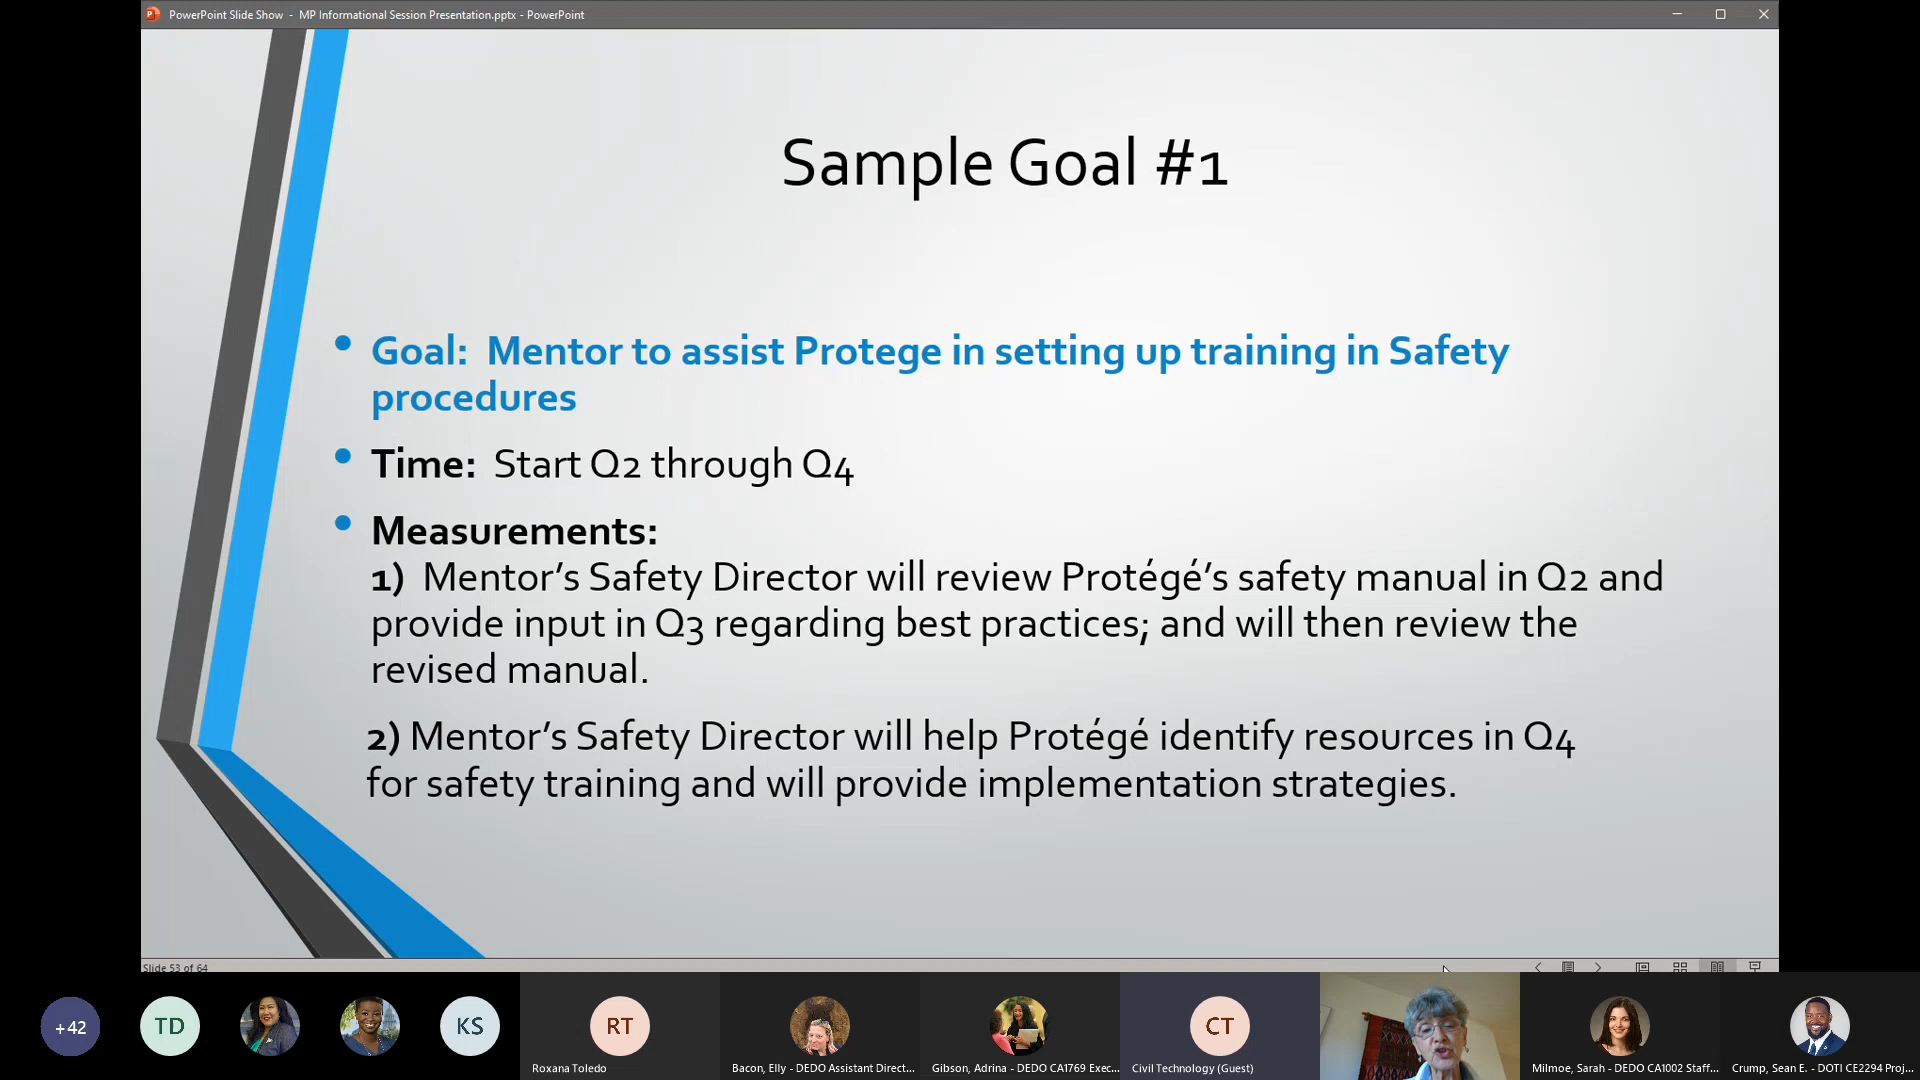 PowerPoint Slide Show - MP Informational Session Presentation.pptx - PowerPoint
Sample Goal #1
• Goal: Mentor to assist Protege in setting up training in Safety
procedures
• Time: Start Q2 through Q4
• Measurements:
1) Mentor’s Safety Director will review Protégé’s safety manual in Q2 and
provide input in Q3 regarding best practices; and will then review the
revised manual.
2) Mentor’s Safety Director will help Protégé identify resources in Q4
for safety training and will provide implementation strategies.
Slide 53 of 64
+42
TD
KS
RT
CT
Roxana Toledo
Bacon, Elly - DEDO Assistant Direct...
Gibson, Adrina - DEDO CA1769 Exec...
Civil Technology (Guest)
Milmoe, Sarah - DEDO CA1002 Staff...
Crump, Sean E. - DOTI CE2294 Proj...